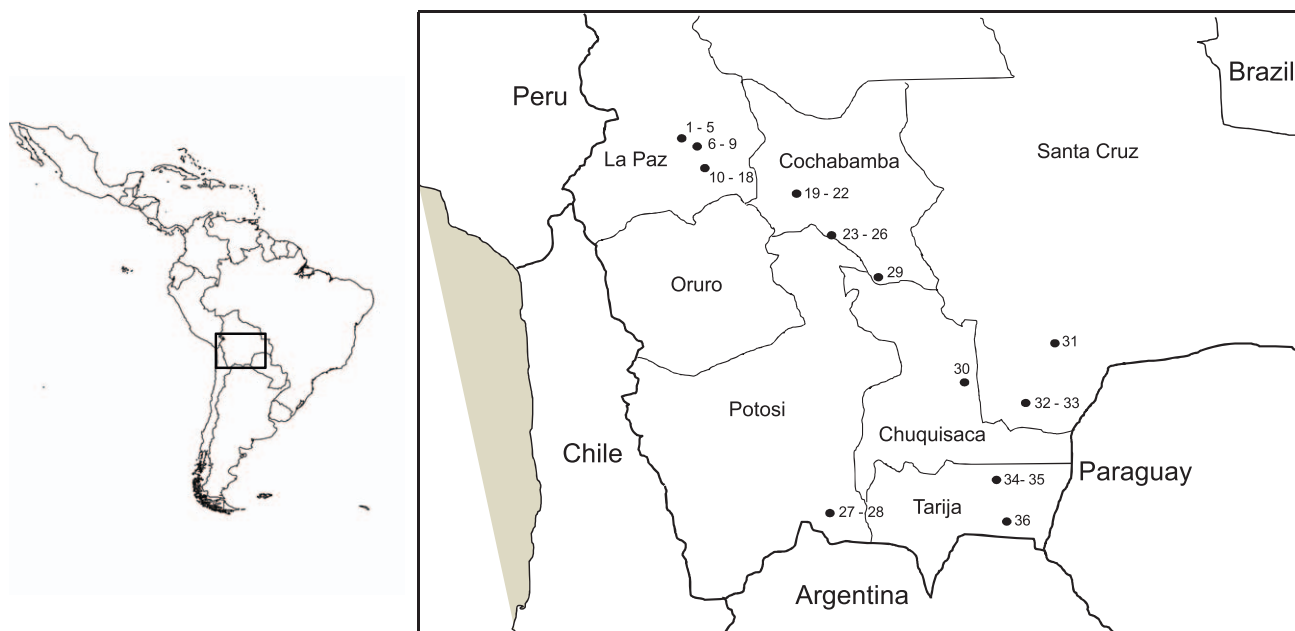 Brazil
Peru
1 - 5
6 - 9
La Paz
Cochabamba
Santa Cruz
10 - 18
19 - 22
23 - 26
29
Oruro
31
30
32 - 33
Potosi
Chuquisaca
Chile
Paraguay
34- 35
Tarija
27 - 28
36
Argentina